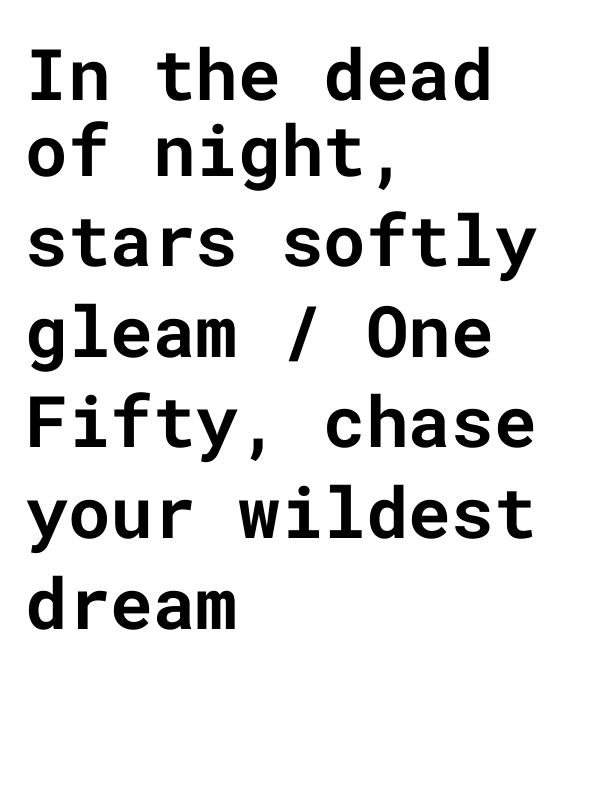 In the dead
of night,
stars softly
gleam / One
Fifty, chase
your wildest
dream